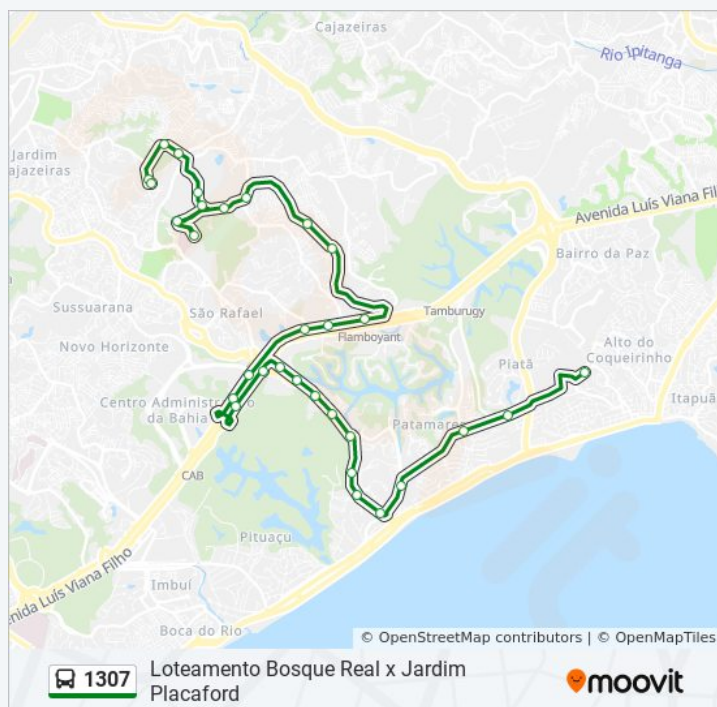 Cajazeiras
Rio Ipitanga
Jardim
Cajazeiras
Avenida Luís Viana Filho
Bairro da Paz
Sussuarana
São Rafael
Tamburugy
Novo Horizonte
Flamboyant
Piatã
Alto do
Coqueirinho
Centro Administrativo
da Bahia
Itapuã
Patamares
CAB
Pituaçu
Avenida Luís Viana Filho
Imbuí
Boca do Rio
© OpenStreetMap contributors | © OpenMapTiles
1307
Loteamento Bosque Real x Jardim
Placaford
moovit